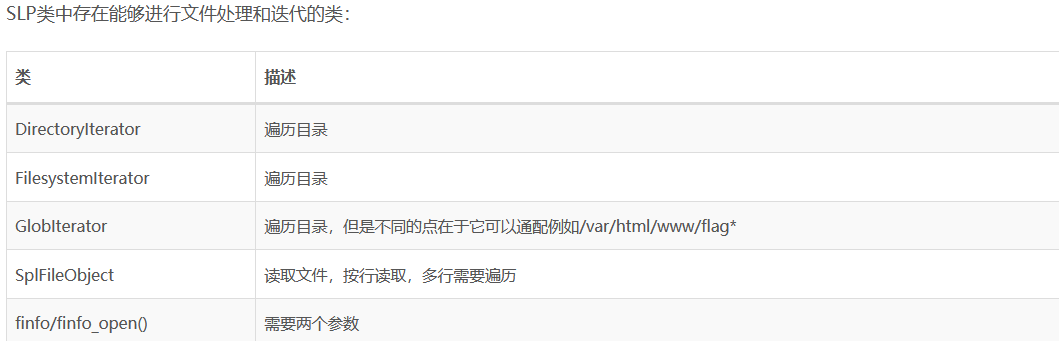 SLP类中存在能够进行文件处理和迭代的类：
类 描述
DirectoryIterator 遍历目录
FilesystemIterator 遍历目录
GlobIterator 遍历目录，但是不同的点在于它可以通配例如/var/html/www/flag*
SplFileObject 读取文件，按行读取，多行需要遍历
finfo/finfo_open() 需要两个参数